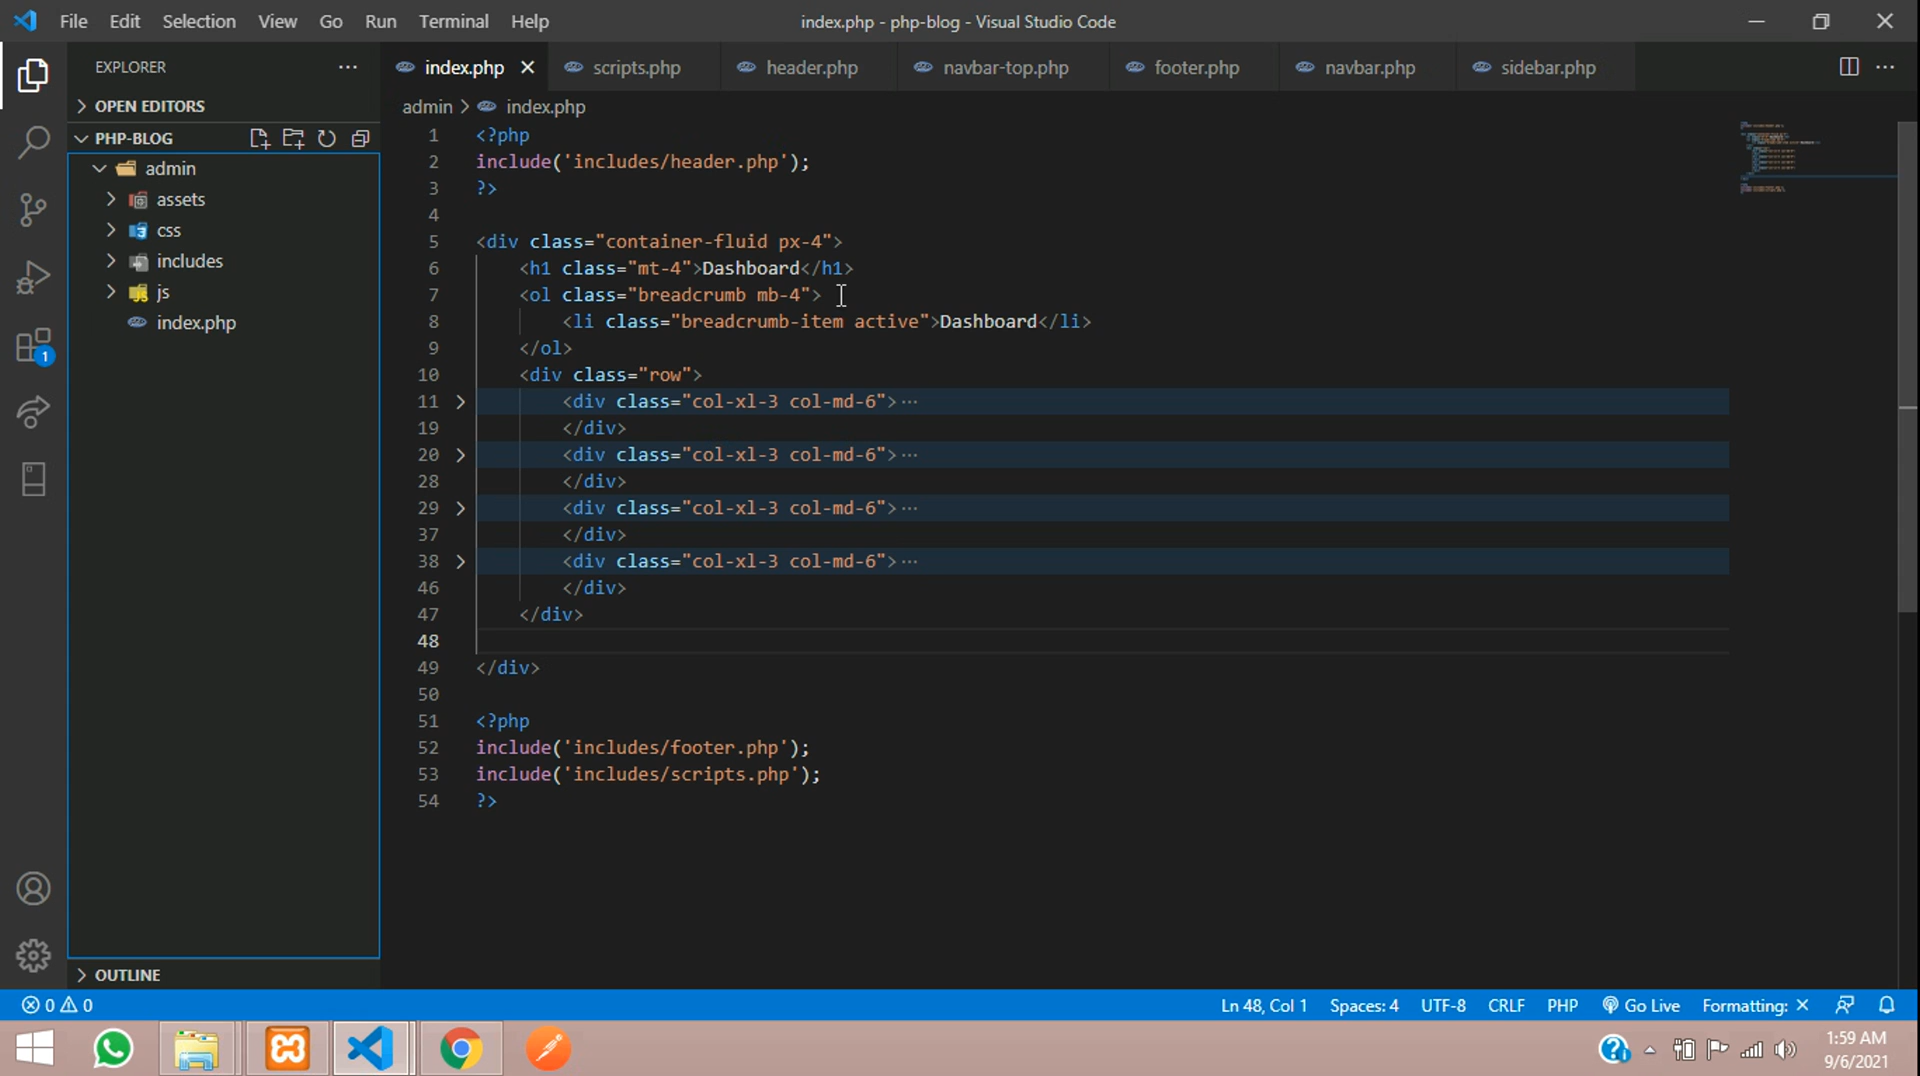 File Edit Selection View Go Run Terminal Help
index.php - php-blog - Visual Studio Code
EXPLORER
OPEN EDITORS
PHP-BLOG
admin
assets
css
includes
js
index.php
OUTLINE
1
index.php scripts.php header.php navbar-top.php footer.php navbar.php sidebar.php
admin > index.php
1 <?php
2 include('includes/header.php');
3 ?>
4
5 <div class="container-fluid px-4">
6 <h1 class="mt-4">Dashboard</h1>
7 <ol class="breadcrumb mb-4">
8 <li class="breadcrumb-item active">Dashboard</li>
9 </ol>
10 <div class="row">
11 <div class="col-xl-3 col-md-6">···
19 </div>
20 <div class="col-xl-3 col-md-6">···
28 </div>
29 <div class="col-xl-3 col-md-6">···
37 </div>
38 <div class="col-xl-3 col-md-6">···
46 </div>
47 </div>
48
49 </div>
50
51 <?php
52 include('includes/footer.php');
53 include('includes/scripts.php');
54 ?>
0 0 Ln 48, Col 1 Spaces: 4 UTF-8 CRLF PHP Go Live Formatting: ×
1:59 AM
9/6/2021